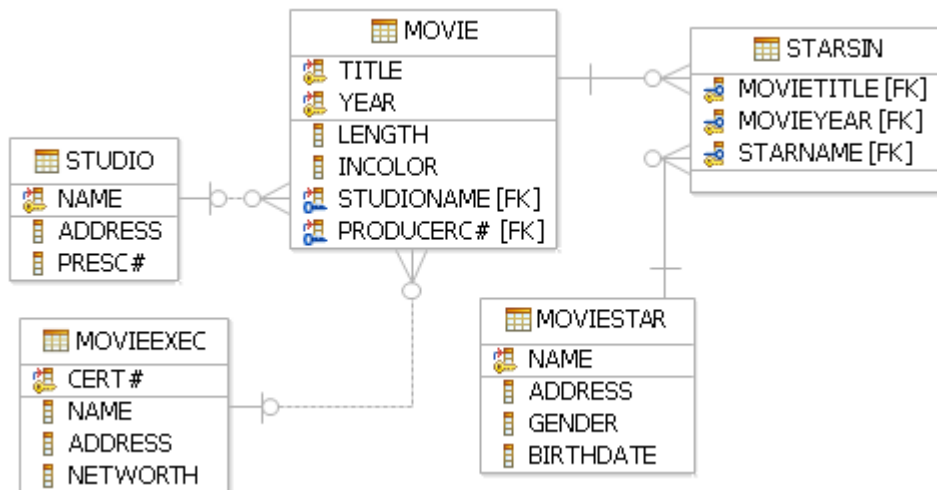 MOVIE
TITLE
YEAR
LENGTH
INCOLOR
STUDIONAME [FK]
PRODUCERC# [FK]
STARSIN
MOVIETITLE [FK]
MOVIEYEAR [FK]
STARNAME [FK]
STUDIO
NAME
ADDRESS
PRESC#
MOVIEEXEC
CERT#
NAME
ADDRESS
NETWORTH
MOVIESTAR
NAME
ADDRESS
GENDER
BIRTHDATE